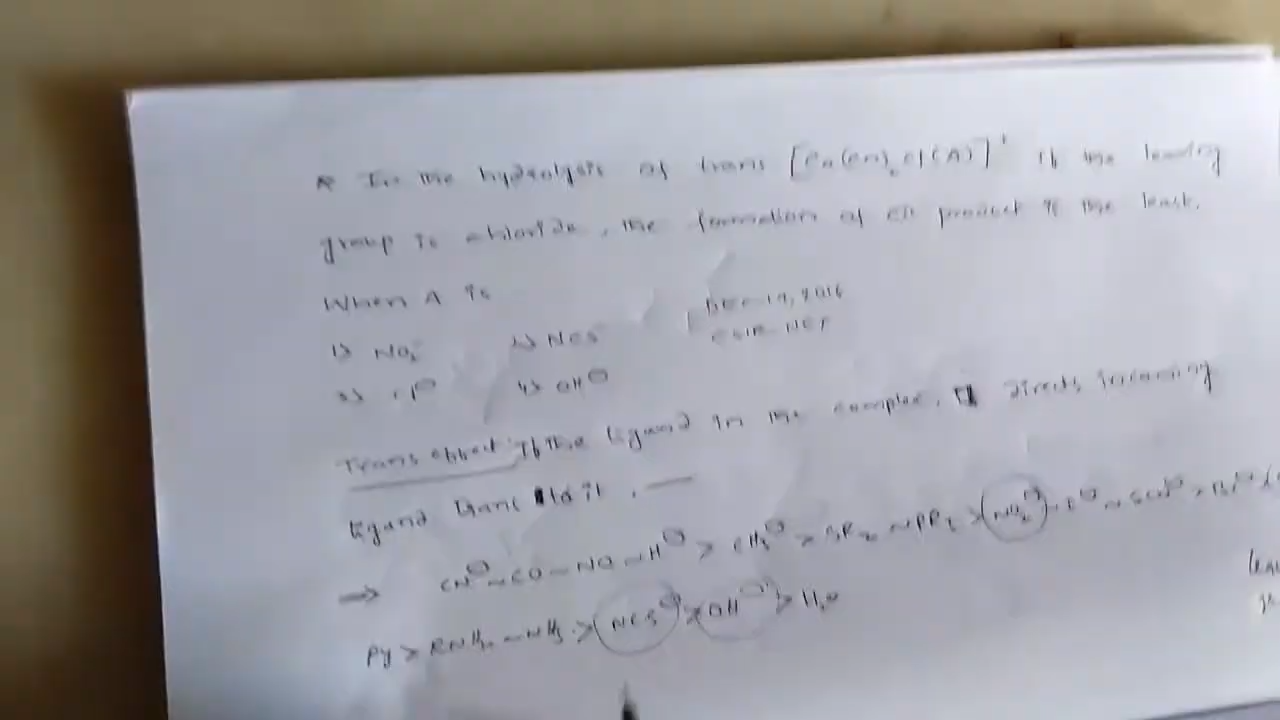 * In the hydrolysis of trans [Co(en)2Cl(A)]+ if the leaving
group is chloride, the formation of cis product is the least.
When A is
1> NO2- 2> NCS-
Dec 19, 2016
CSIR-NET
3> Cl⊖ 4> OH⊖
Trans effect:- If the ligand in the complex, directs incoming
ligand trans to it.
⇒ CN⊖ ~ CO ~ NO ~ H⊖ > CH3⊖ > SR2 ~ PR3 > NO2⊖ ~ I⊖ ~ SCN⊖ > Br⊖ >
Py > RNH2 ~ NH3 > NCS⊖ > OH⊖ > H2O